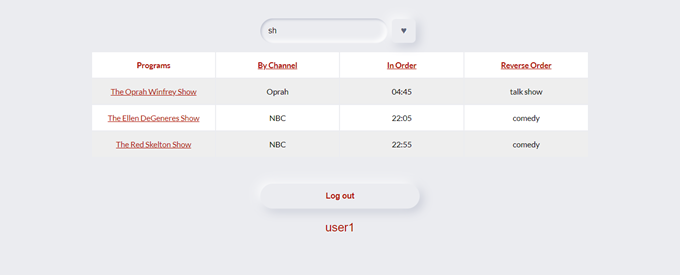 sh
♥
Programs By Channel In Order Reverse Order
The Oprah Winfrey Show Oprah 04:45 talk show
The Ellen DeGeneres Show NBC 22:05 comedy
The Red Skelton Show NBC 22:55 comedy
Log out
user1